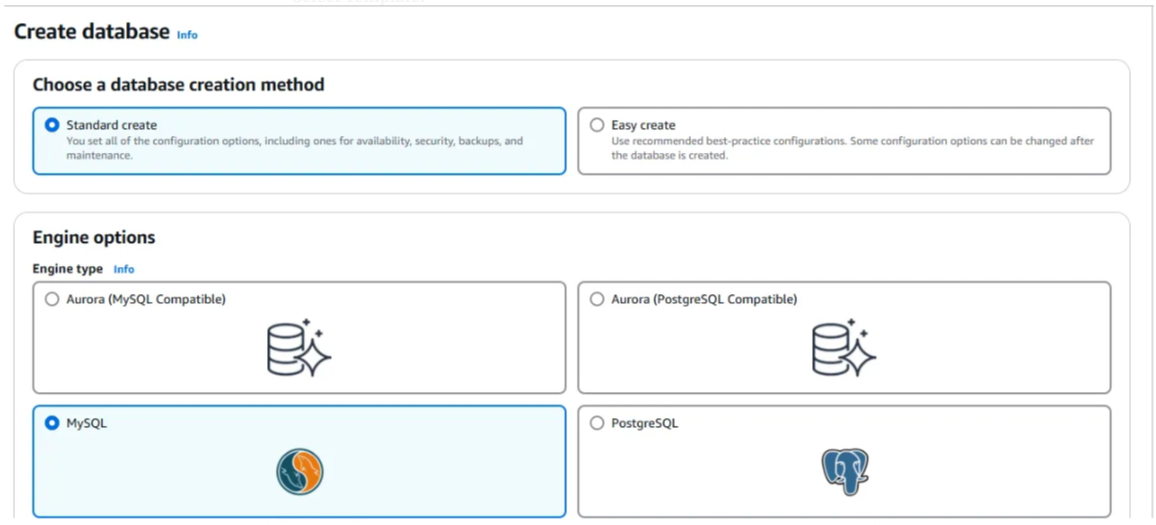 Create database Info
Choose a database creation method
Standard create
You set all of the configuration options, including ones for availability, security, backups, and
maintenance.
Easy create
Use recommended best-practice configurations. Some configuration options can be changed after
the database is created.
Engine options
Engine type Info
Aurora (MySQL Compatible)
Aurora (PostgreSQL Compatible)
MySQL
PostgreSQL